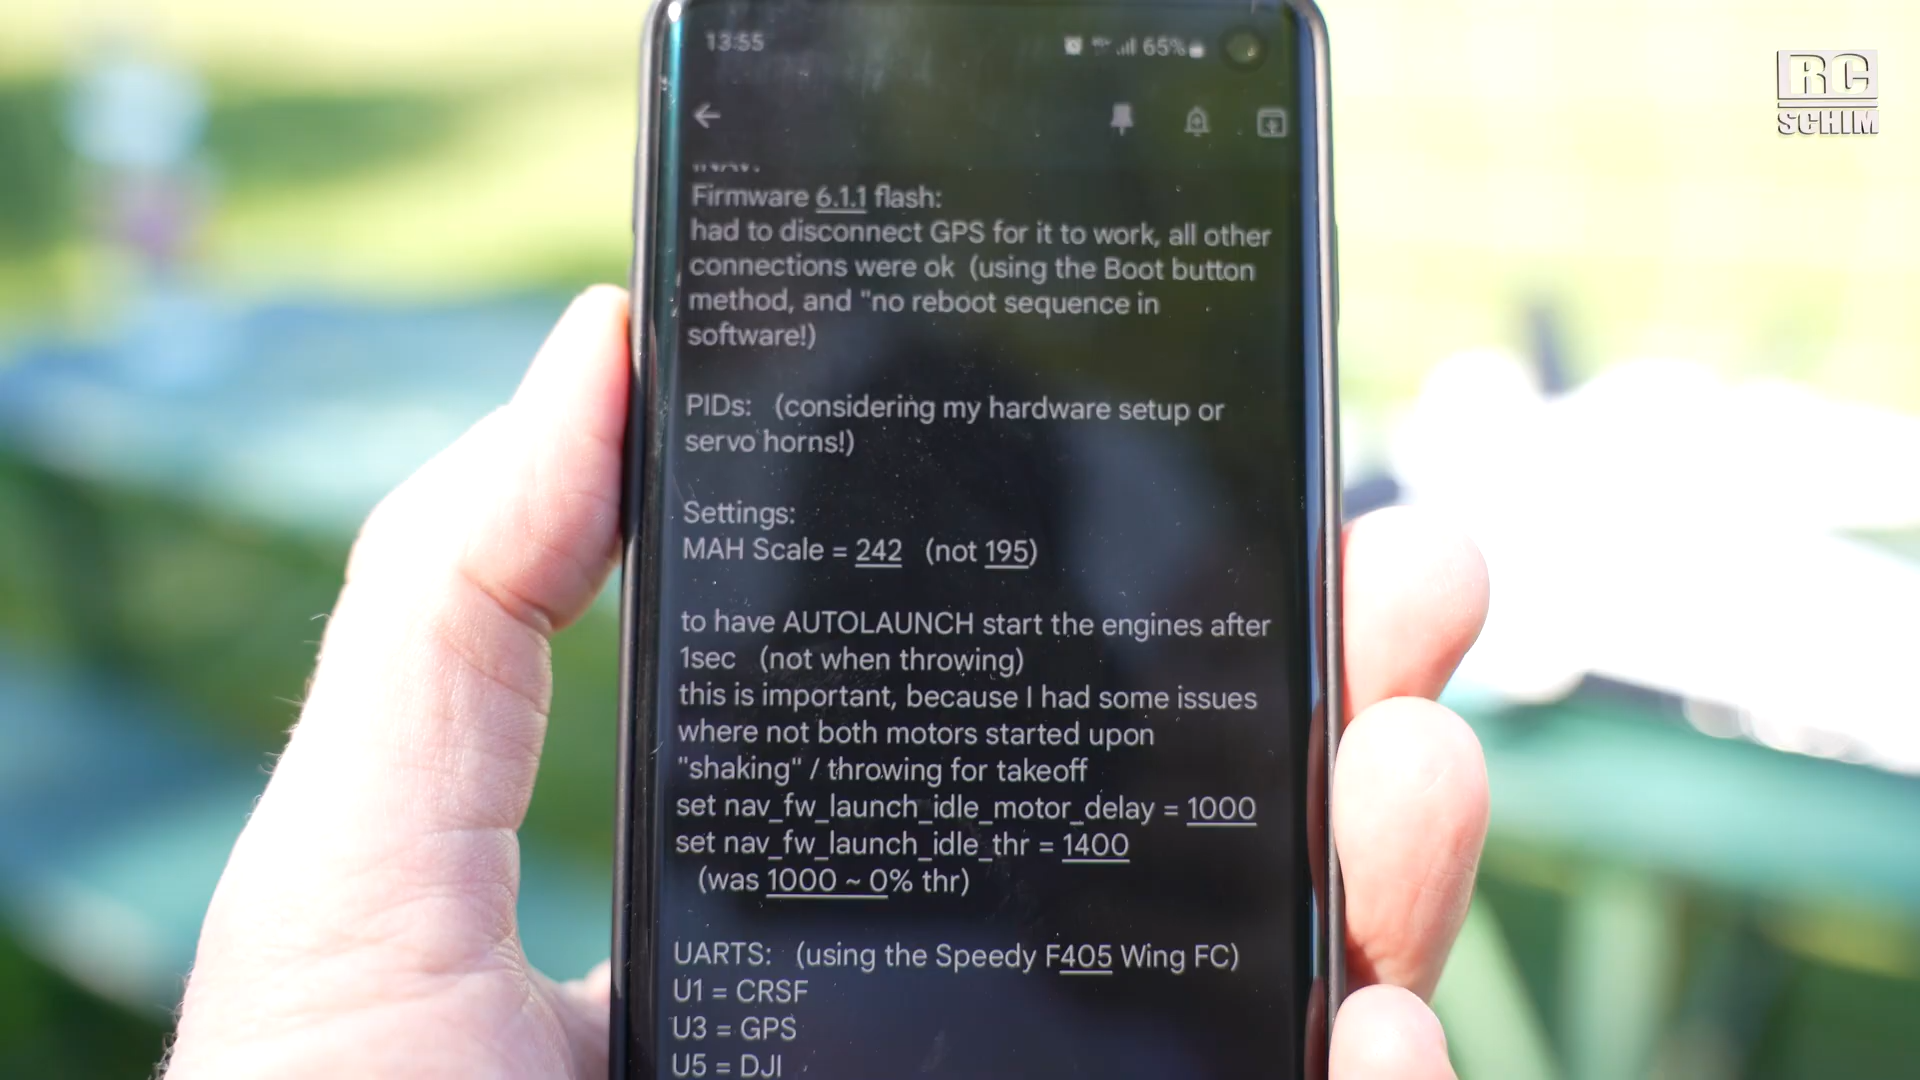 13:55
65%
RC
SCHIM
INAV:
Firmware 6.1.1 flash:
had to disconnect GPS for it to work, all other
connections were ok (using the Boot button
method, and "no reboot sequence in
software!)
PIDs: (considering my hardware setup or
servo horns!)
Settings:
MAH Scale = 242 (not 195)
to have AUTOLAUNCH start the engines after
1sec (not when throwing)
this is important, because I had some issues
where not both motors started upon
"shaking" / throwing for takeoff
set nav_fw_launch_idle_motor_delay = 1000
set nav_fw_launch_idle_thr = 1400
(was 1000 ~ 0% thr)
UARTS: (using the Speedy F405 Wing FC)
U1 = CRSF
U3 = GPS
U5 = DJI